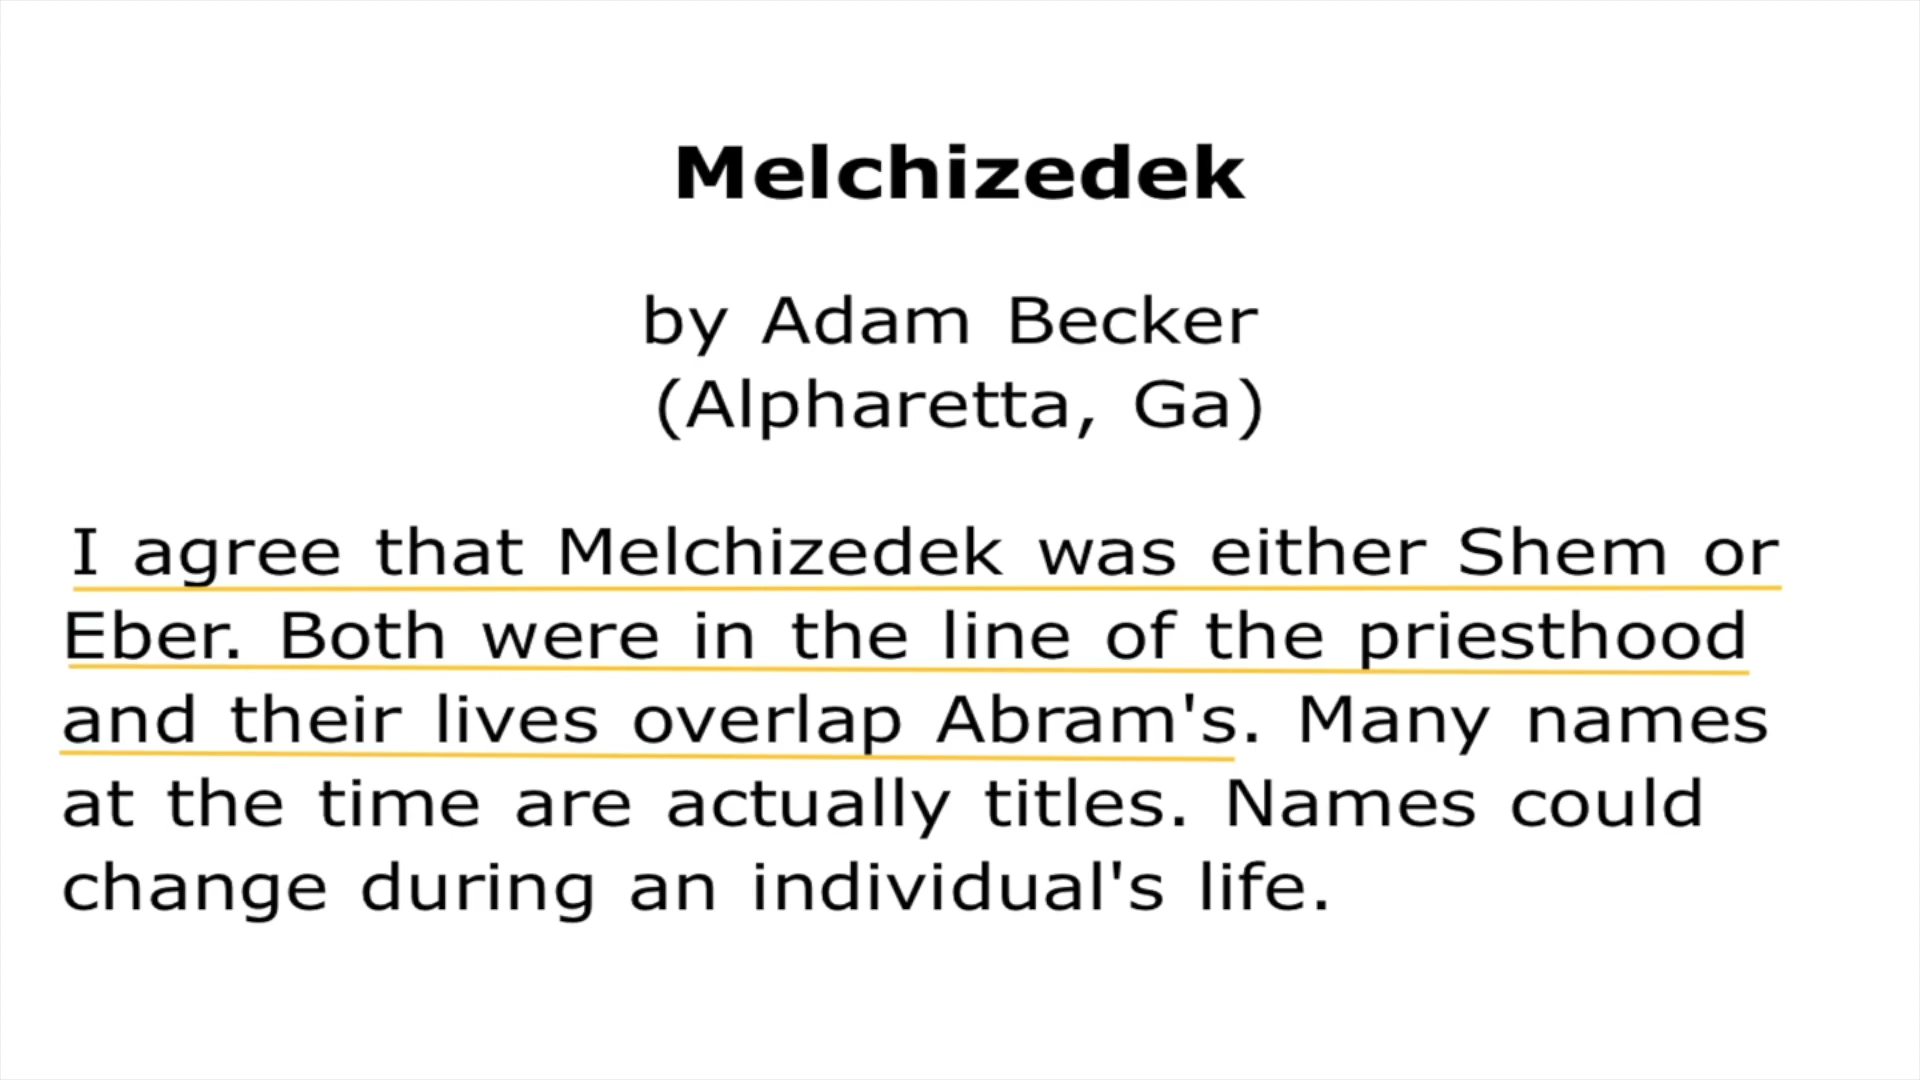 Melchizedek
by Adam Becker
(Alpharetta, Ga)
I agree that Melchizedek was either Shem or
Eber. Both were in the line of the priesthood
and their lives overlap Abram's. Many names
at the time are actually titles. Names could
change during an individual's life.